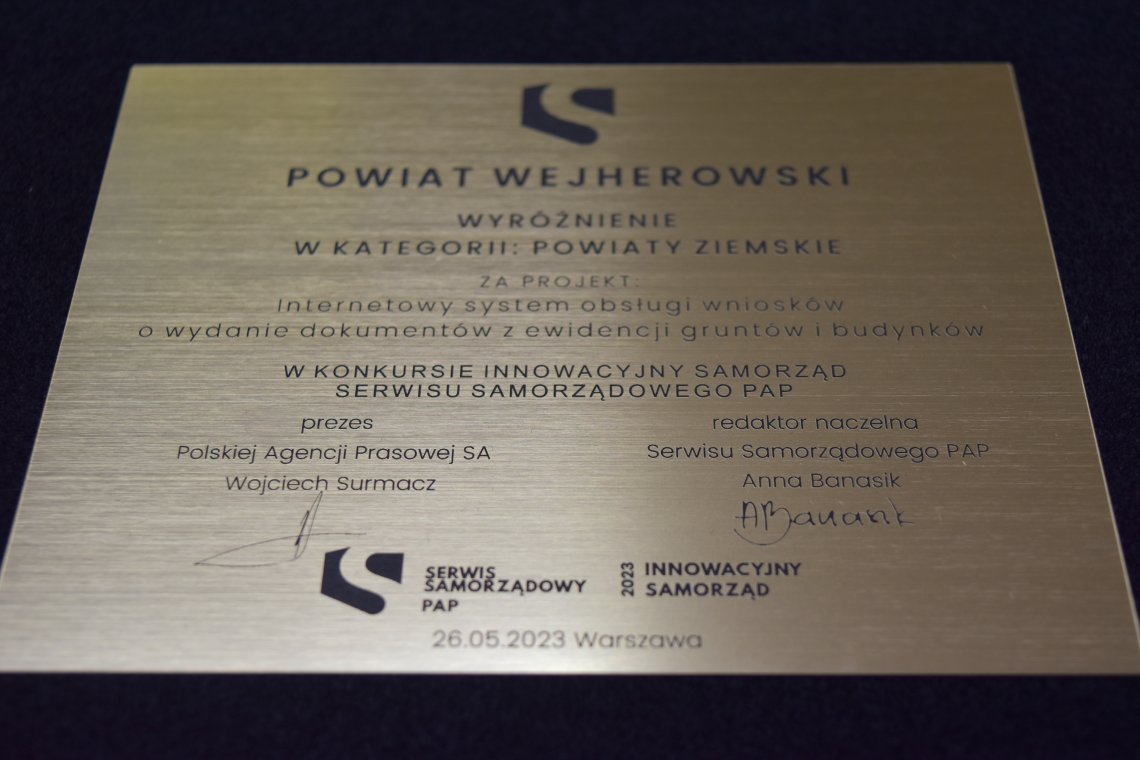 POWIAT WEJHEROWSKI
WYRÓŻNIENIE
W KATEGORII: POWIATY ZIEMSKIE
ZA PROJEKT:
Internetowy system obsługi wniosków
o wydanie dokumentów z ewidencji gruntów i budynków
W KONKURSIE INNOWACYJNY SAMORZĄD
SERWISU SAMORZĄDOWEGO PAP
prezes
Polskiej Agencji Prasowej SA
Wojciech Surmacz
redaktor naczelna
Serwisu Samorządowego PAP
Anna Banasik
ABanasik
SERWIS
SAMORZĄDOWY
PAP
2023
INNOWACYJNY
SAMORZĄD
26.05.2023 Warszawa